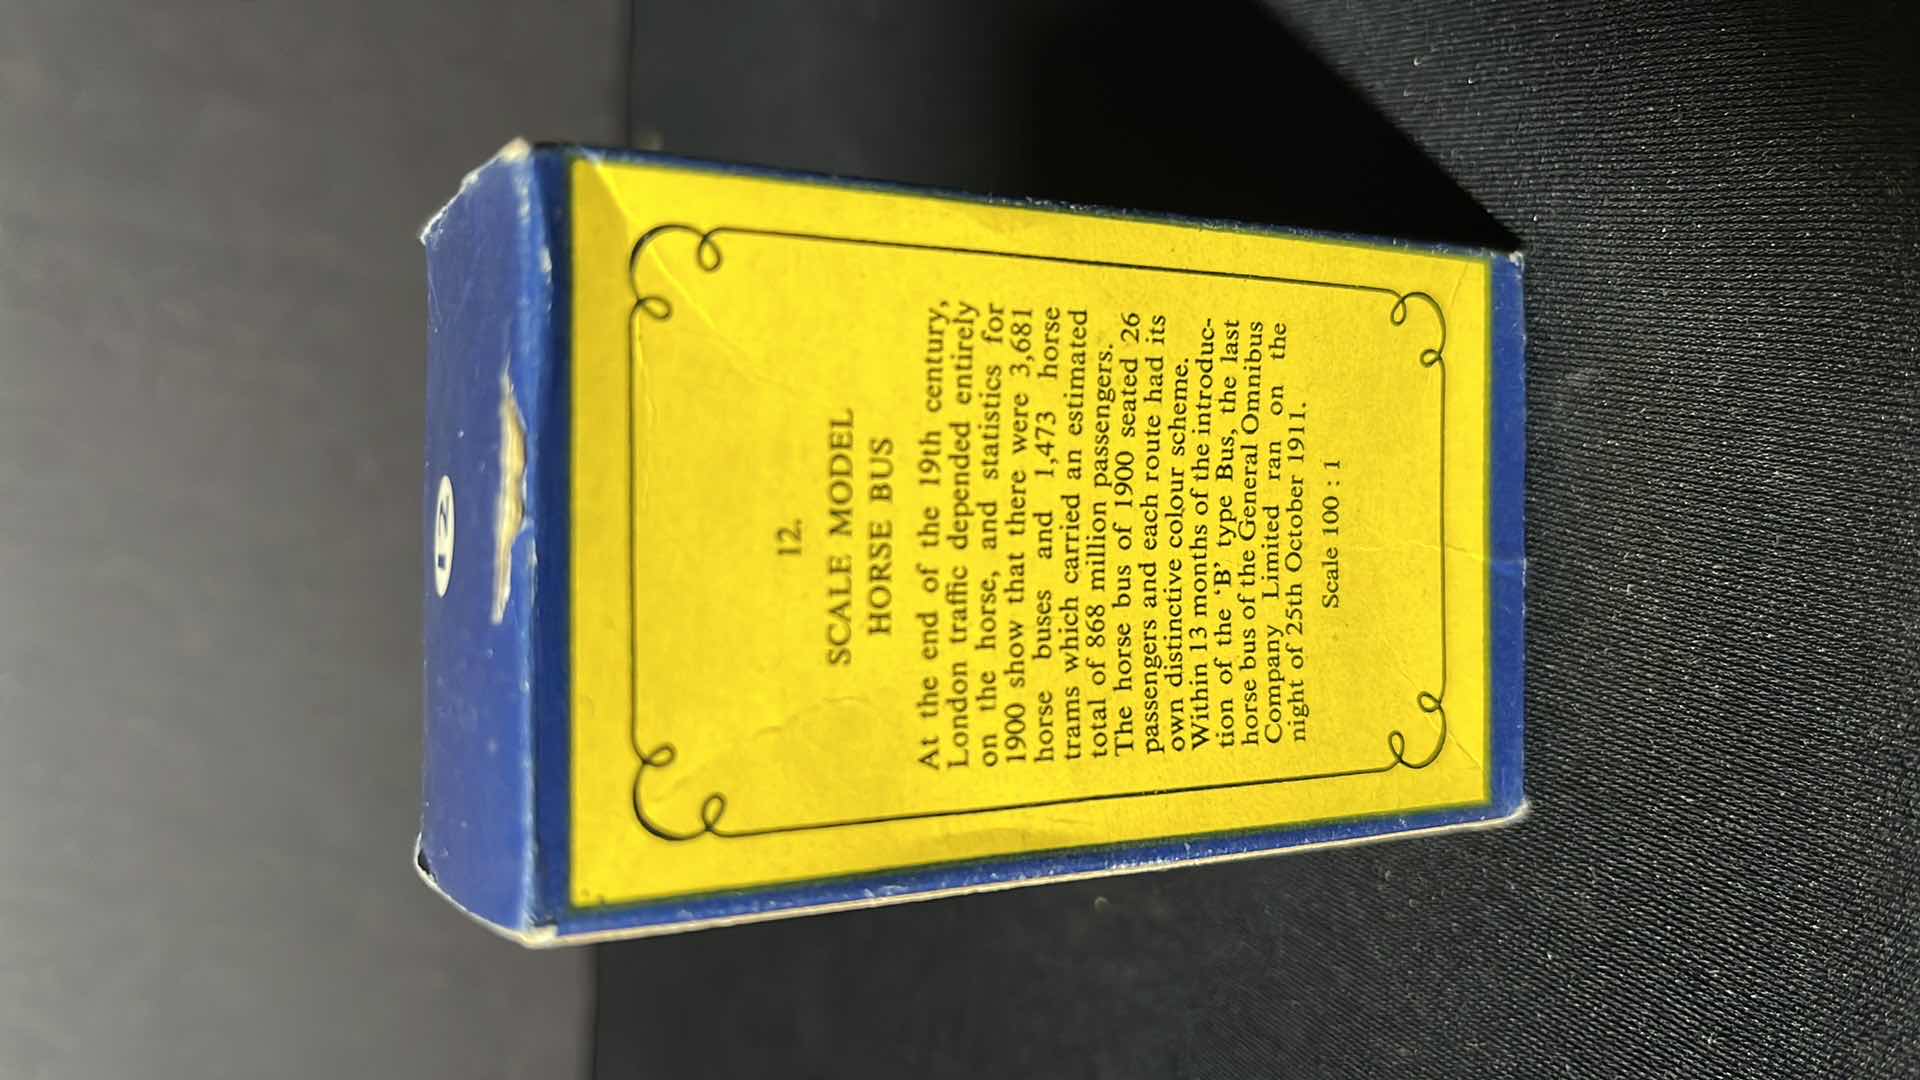 12
12.
SCALE MODEL
HORSE BUS
At the end of the 19th century,
London traffic depended entirely
on the horse, and statistics for
1900 show that there were 3,681
horse buses and 1,473 horse
trams which carried an estimated
total of 868 million passengers.
The horse bus of 1900 seated 26
passengers and each route had its
own distinctive colour scheme.
Within 13 months of the introduc-
tion of the ‘B’ type Bus, the last
horse bus of the General Omnibus
Company Limited ran on the
night of 25th October 1911.
Scale 100 : 1